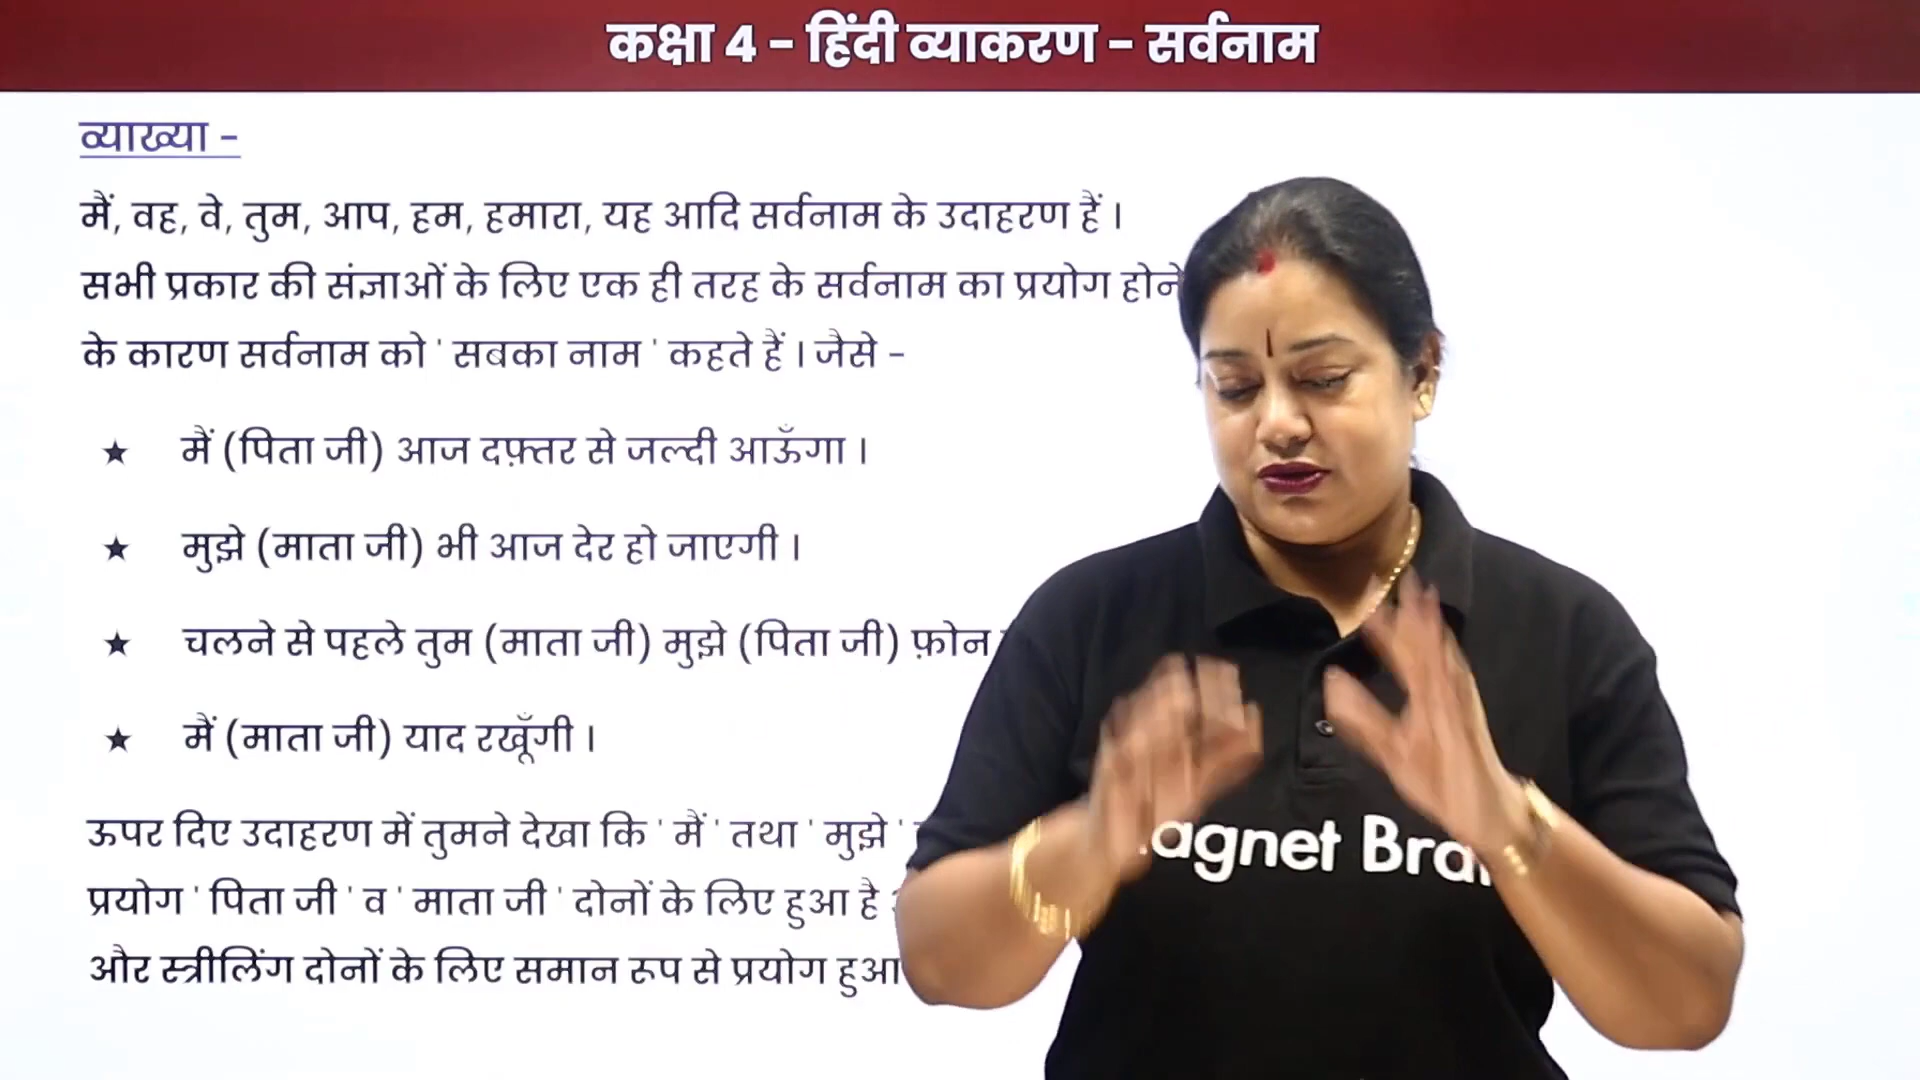 कक्षा 4 - हिंदी व्याकरण - सर्वनाम
व्याख्या -
मैं, वह, वे, तुम, आप, हम, हमारा, यह आदि सर्वनाम के उदाहरण हैं ।
सभी प्रकार की संज्ञाओं के लिए एक ही तरह के सर्वनाम का प्रयोग होने
के कारण सर्वनाम को ' सबका नाम ' कहते हैं । जैसे -
★ मैं (पिता जी) आज दफ़्तर से जल्दी आऊँगा ।
★ मुझे (माता जी) भी आज देर हो जाएगी ।
★ चलने से पहले तुम (माता जी) मुझे (पिता जी) फ़ोन
★ मैं (माता जी) याद रखूँगी ।
ऊपर दिए उदाहरण में तुमने देखा कि ' मैं ' तथा ' मुझे '
प्रयोग ' पिता जी ' व ' माता जी ' दोनों के लिए हुआ है
और स्त्रीलिंग दोनों के लिए समान रूप से प्रयोग हुआ
agnet Bra